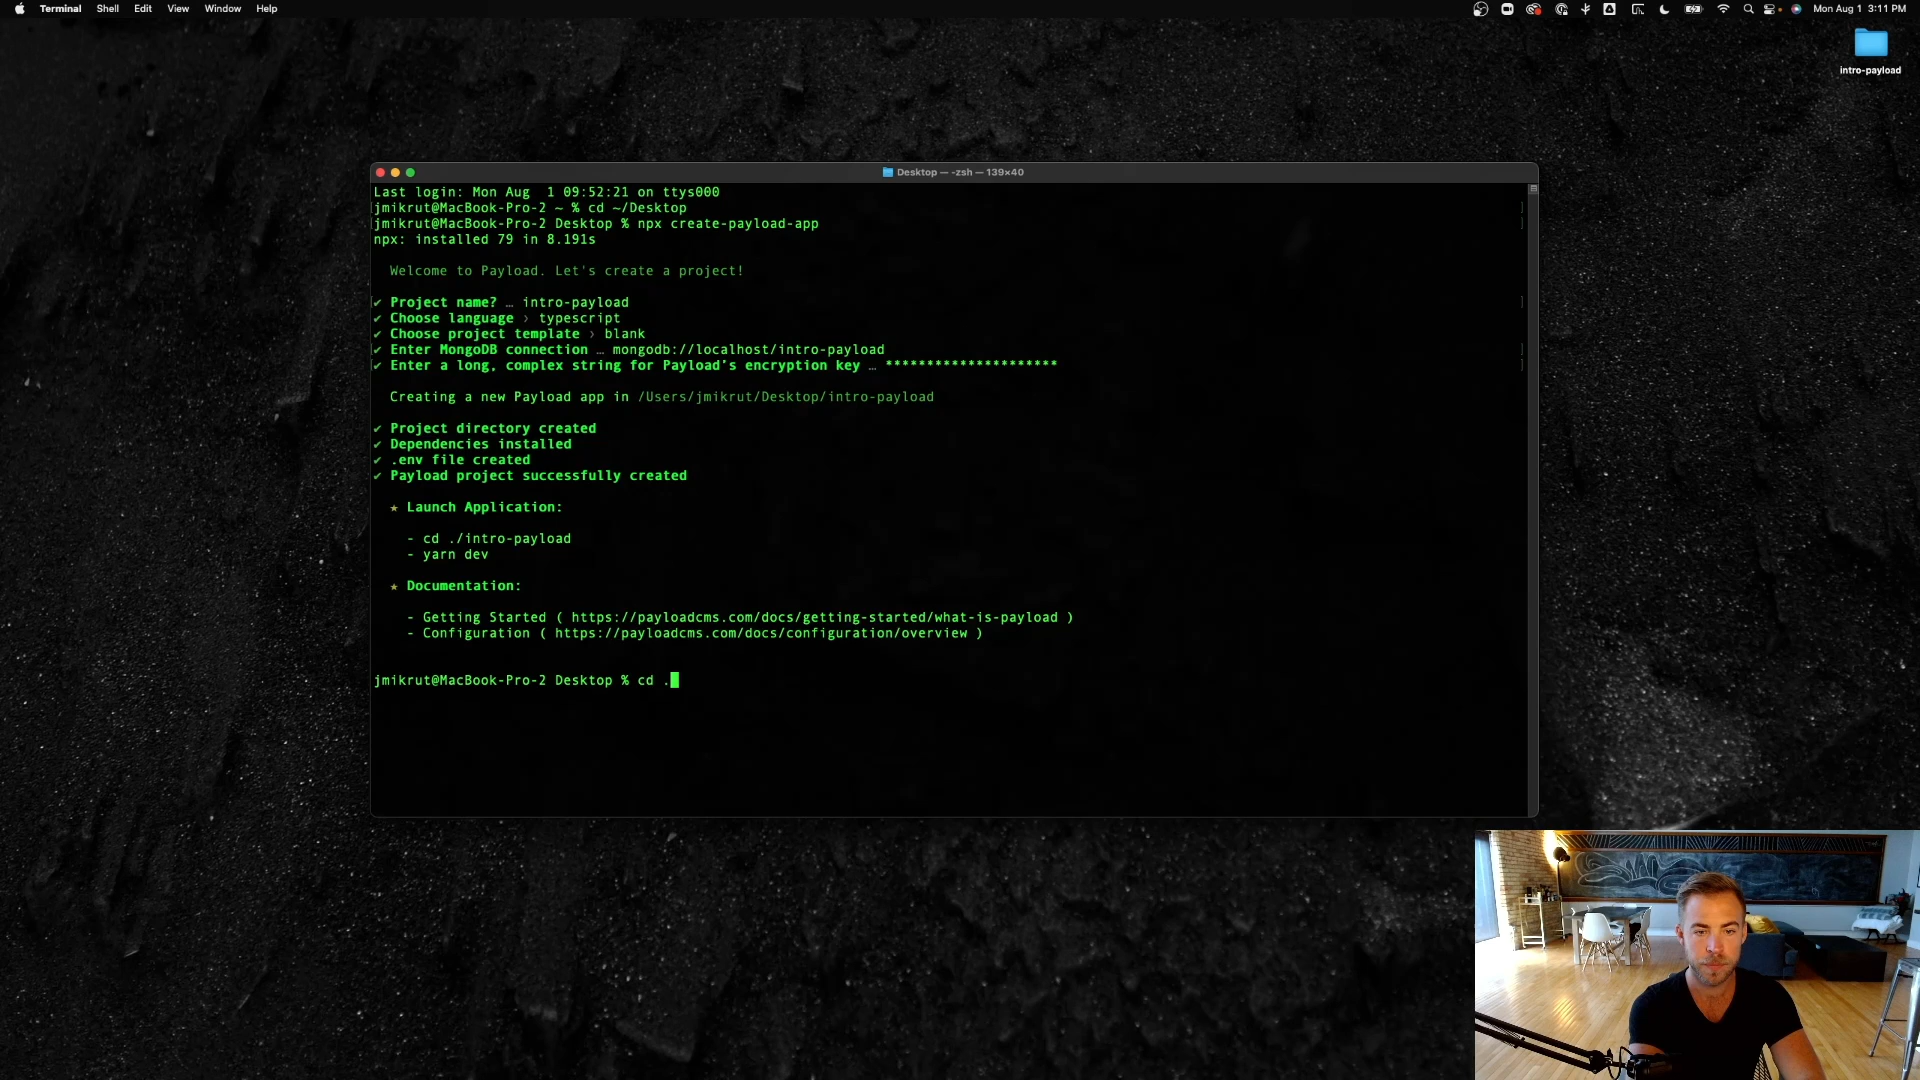 Terminal Shell Edit View Window Help
Mon Aug 1 3:11 PM
intro-payload
Desktop — -zsh — 139×40
Last login: Mon Aug  1 09:52:21 on ttys000
jmikrut@MacBook-Pro-2 ~ % cd ~/Desktop
jmikrut@MacBook-Pro-2 Desktop % npx create-payload-app
npx: installed 79 in 8.191s
Welcome to Payload. Let's create a project!
✔ Project name? … intro-payload
✔ Choose language › typescript
✔ Choose project template › blank
✔ Enter MongoDB connection … mongodb://localhost/intro-payload
✔ Enter a long, complex string for Payload's encryption key … *********************
Creating a new Payload app in /Users/jmikrut/Desktop/intro-payload
✔ Project directory created
✔ Dependencies installed
✔ .env file created
✔ Payload project successfully created
★ Launch Application:
- cd ./intro-payload
- yarn dev
★ Documentation:
- Getting Started ( https://payloadcms.com/docs/getting-started/what-is-payload )
- Configuration ( https://payloadcms.com/docs/configuration/overview )
jmikrut@MacBook-Pro-2 Desktop % cd .